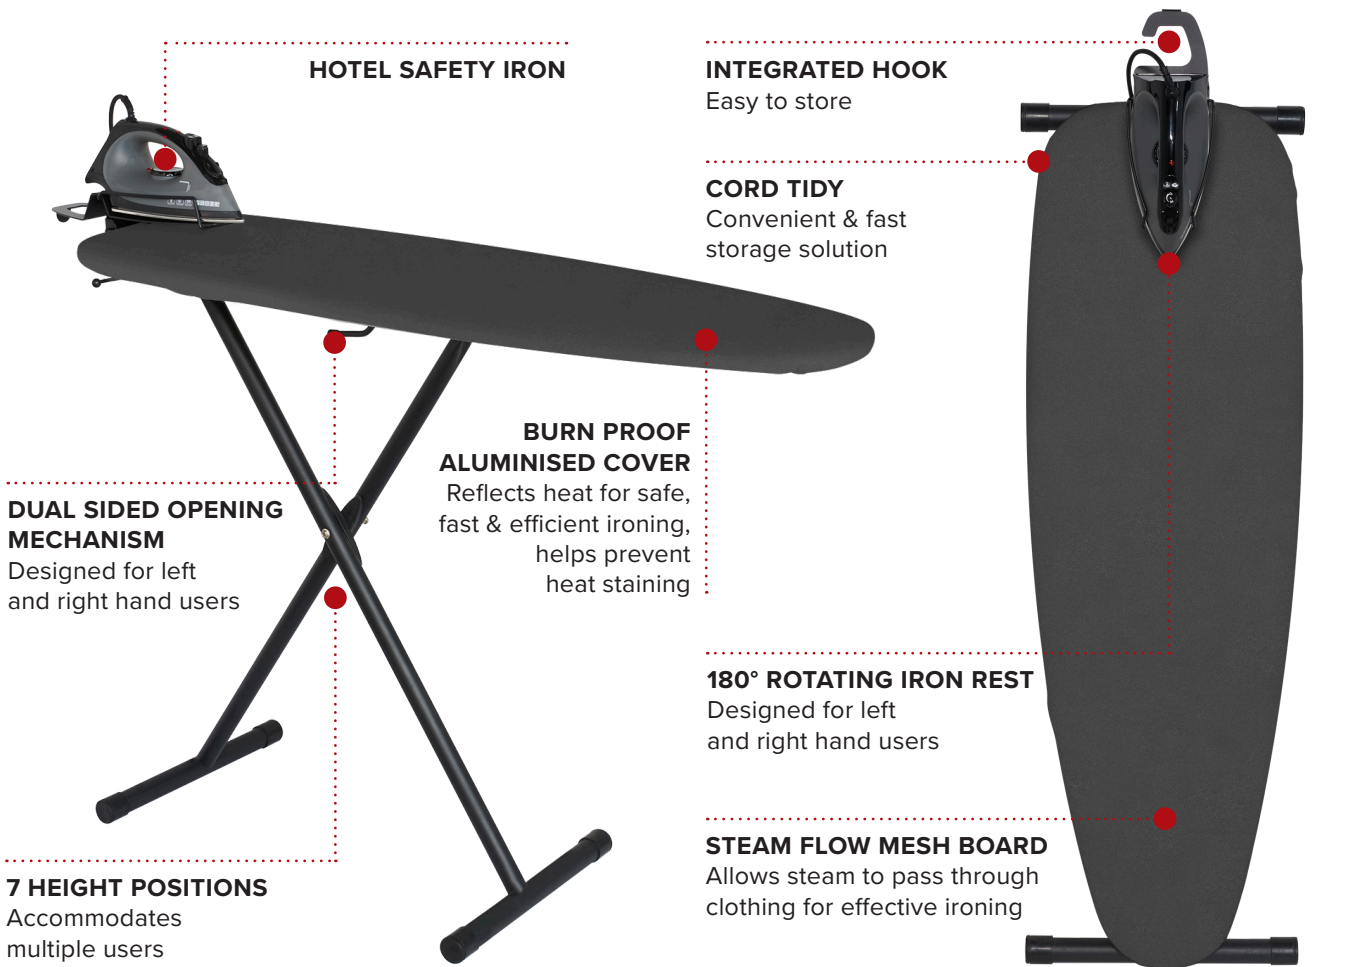 HOTEL SAFETY IRON
INTEGRATED HOOK
Easy to store
CORD TIDY
Convenient & fast
storage solution
BURN PROOF
ALUMINISED COVER
Reflects heat for safe,
fast & efficient ironing,
helps prevent
heat staining
DUAL SIDED OPENING
MECHANISM
Designed for left
and right hand users
180° ROTATING IRON REST
Designed for left
and right hand users
STEAM FLOW MESH BOARD
Allows steam to pass through
clothing for effective ironing
7 HEIGHT POSITIONS
Accommodates
multiple users